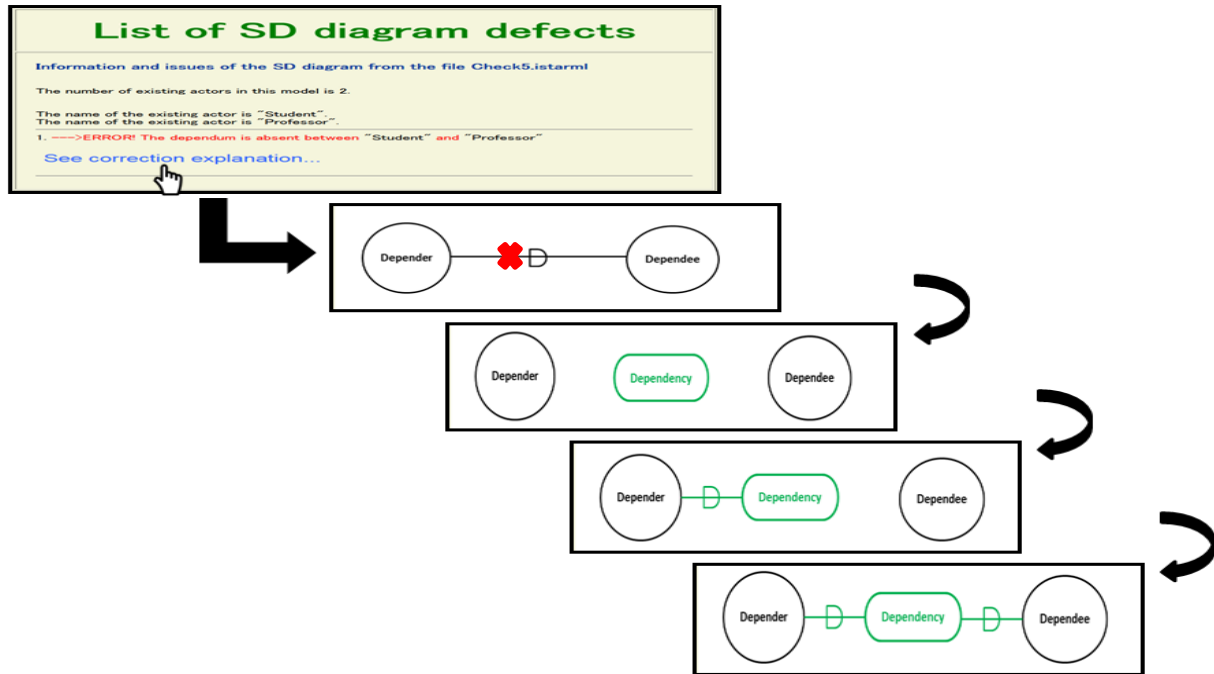 List of SD diagram defects
Information and issues of the SD diagram from the file Check5.istarml
The number of existing actors in this model is 2.
The name of the existing actor is "Student".
The name of the existing actor is "Professor".
1. --->ERROR! The dependum is absent between "Student" and "Professor"
See correction explanation...
Depender D Dependee
Depender Dependency Dependee
Depender D Dependency Dependee
Depender D Dependency D Dependee